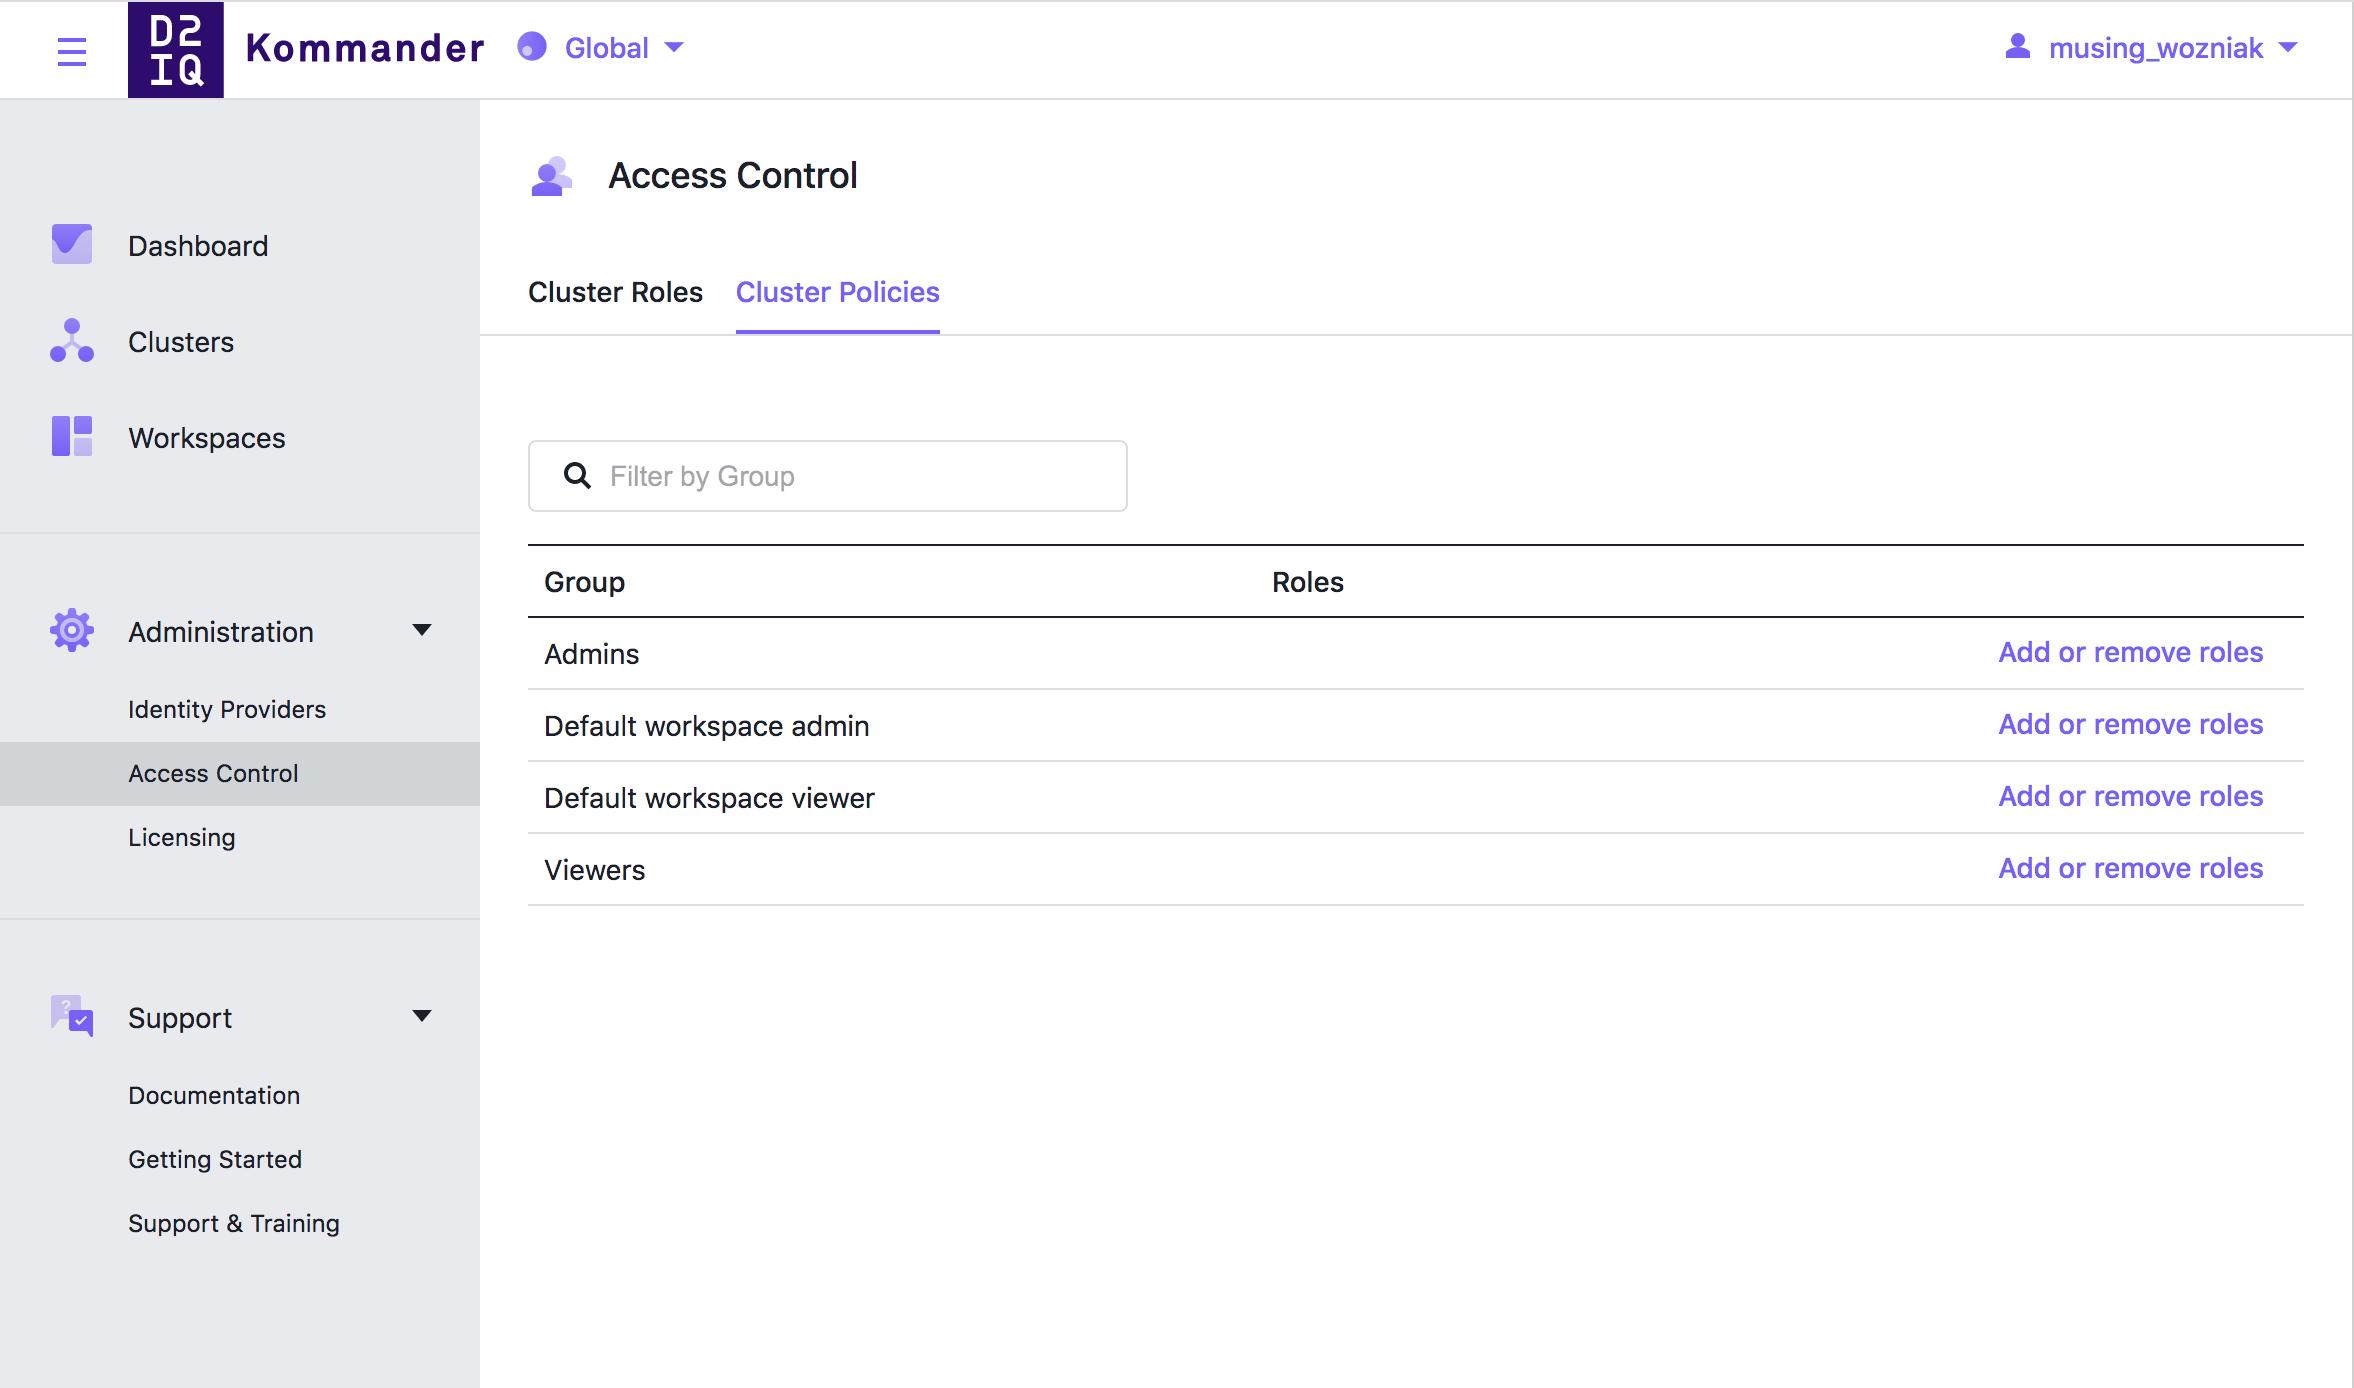 D2
IQ
Kommander
Global
musing_wozniak
Dashboard
Clusters
Workspaces
Administration
Identity Providers
Access Control
Licensing
Support
Documentation
Getting Started
Support & Training
Access Control
Cluster Roles Cluster Policies
Filter by Group
Group Roles
Admins Add or remove roles
Default workspace admin Add or remove roles
Default workspace viewer Add or remove roles
Viewers Add or remove roles